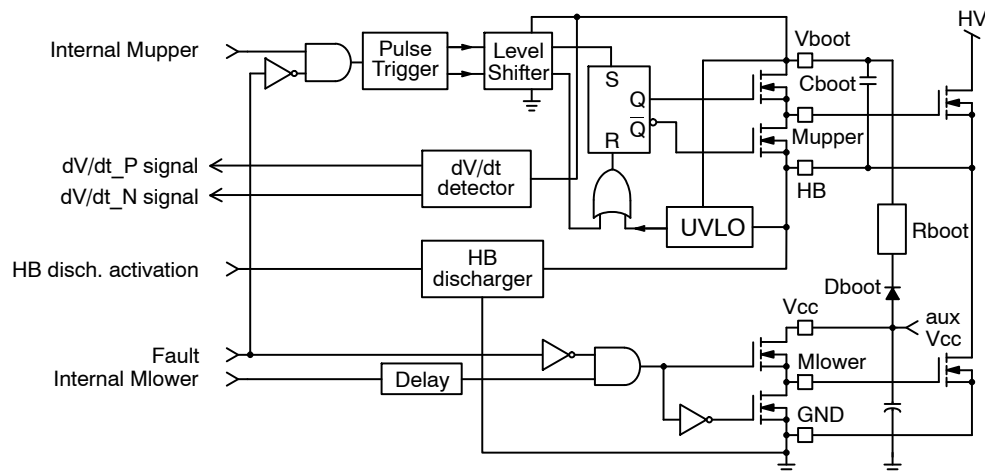 HV
Vboot
Internal Mupper
Pulse
Trigger
Level
Shifter
Cboot
S
Q
Q
R
Mupper
dV/dt_P signal
dV/dt
detector
dV/dt_N signal
HB
UVLO
Rboot
HB disch. activation
HB
discharger
Dboot
Vcc
aux
Vcc
Fault
Mlower
Internal Mlower
Delay
GND